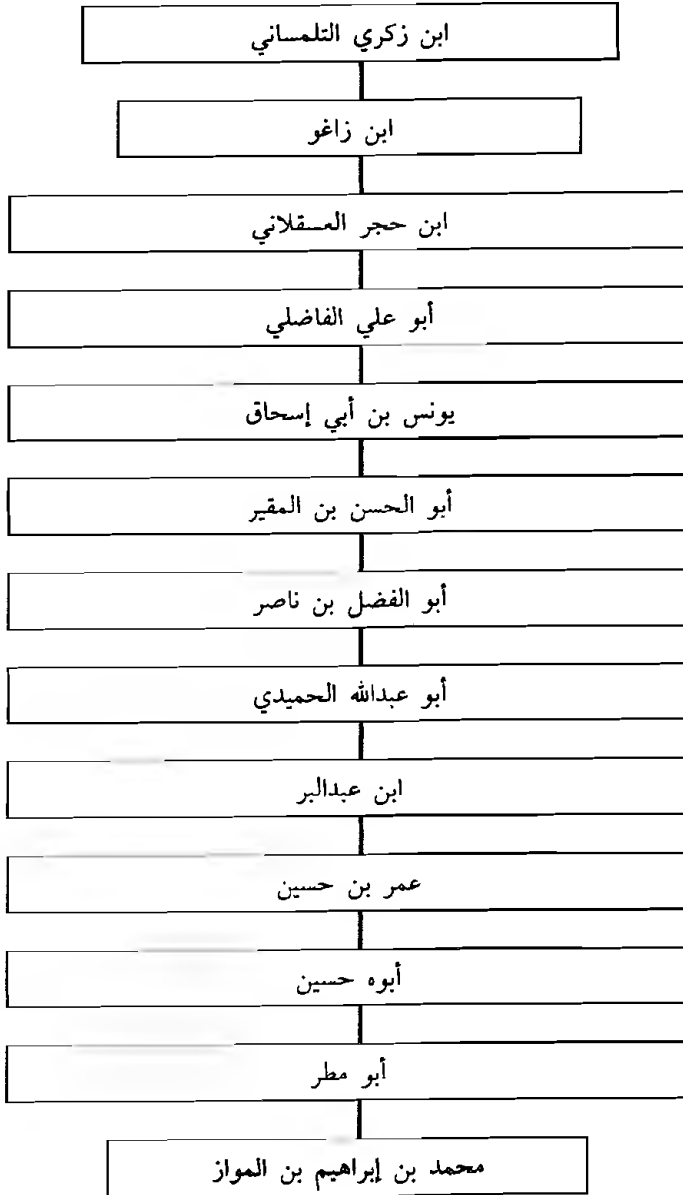 ابن زكري التلمساني
ابن زاغو
ابن حجر العسقلاني
أبو علي الفاضلي
يونس بن أبي إسحاق
أبو الحسن بن المقير
أبو الفضل بن ناصر
أبو عبدالله الحميدي
ابن عبدالبر
عمر بن حسين
أبوه حسين
أبو مطر
محمد بن إبراهيم بن المواز